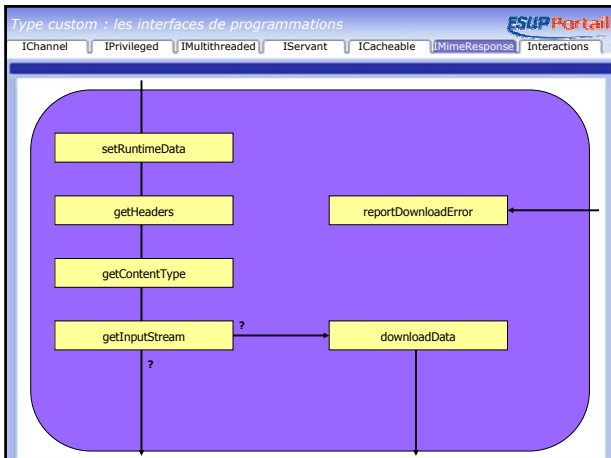 Type custom : les interfaces de programmations
ESUP Portail
IChannel IPrivileged IMultithreaded IServant ICacheable IMimeResponse Interactions
setRuntimeData
getHeaders
reportDownloadError
getContentType
getInputStream
?
downloadData
?